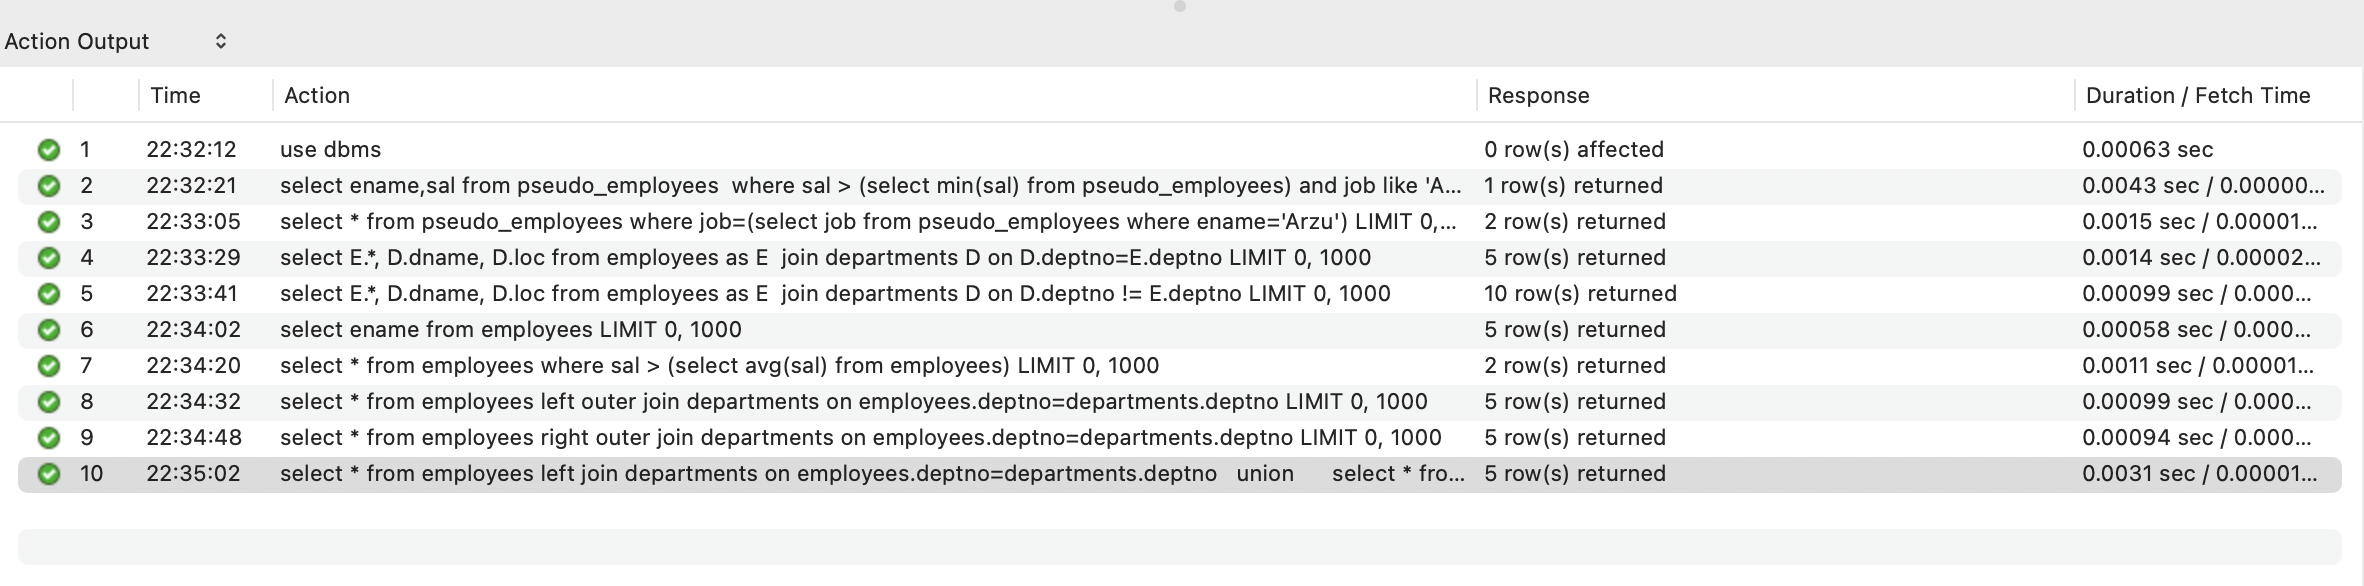 Action Output
Time Action Response Duration / Fetch Time
1 22:32:12 use dbms 0 row(s) affected 0.00063 sec
2 22:32:21 select ename,sal from pseudo_employees  where sal > (select min(sal) from pseudo_employees) and job like 'A... 1 row(s) returned 0.0043 sec / 0.00000...
3 22:33:05 select * from pseudo_employees where job=(select job from pseudo_employees where ename='Arzu') LIMIT 0,... 2 row(s) returned 0.0015 sec / 0.00001...
4 22:33:29 select E.*, D.dname, D.loc from employees as E  join departments D on D.deptno=E.deptno LIMIT 0, 1000 5 row(s) returned 0.0014 sec / 0.00002...
5 22:33:41 select E.*, D.dname, D.loc from employees as E  join departments D on D.deptno != E.deptno LIMIT 0, 1000 10 row(s) returned 0.00099 sec / 0.000...
6 22:34:02 select ename from employees LIMIT 0, 1000 5 row(s) returned 0.00058 sec / 0.000...
7 22:34:20 select * from employees where sal > (select avg(sal) from employees) LIMIT 0, 1000 2 row(s) returned 0.0011 sec / 0.00001...
8 22:34:32 select * from employees left outer join departments on employees.deptno=departments.deptno LIMIT 0, 1000 5 row(s) returned 0.00099 sec / 0.000...
9 22:34:48 select * from employees right outer join departments on employees.deptno=departments.deptno LIMIT 0, 1000 5 row(s) returned 0.00094 sec / 0.000...
10 22:35:02 select * from employees left join departments on employees.deptno=departments.deptno   union      select * fro... 5 row(s) returned 0.0031 sec / 0.00001...